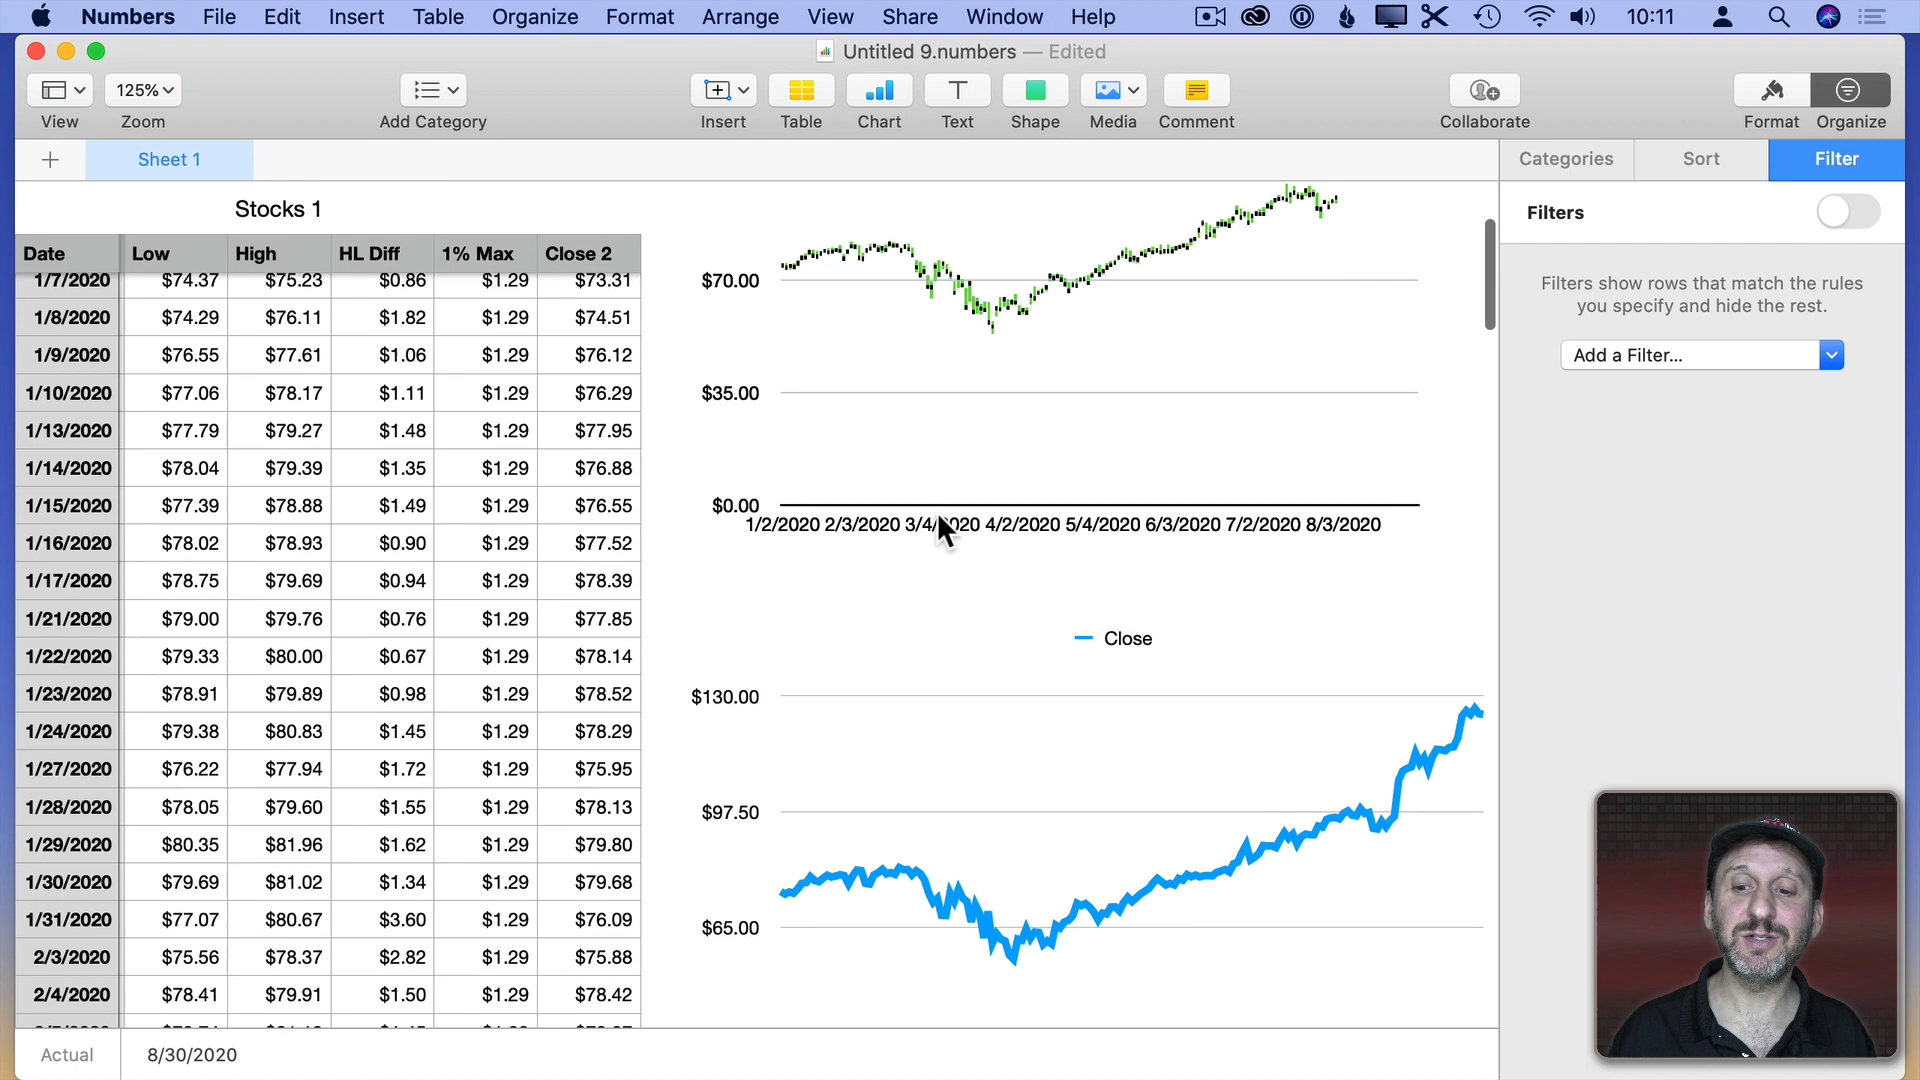 Numbers File Edit Insert Table Organize Format Arrange View Share Window Help 10:11
Untitled 9.numbers — Edited
125%
View Zoom Add Category Insert Table Chart Text Shape Media Comment Collaborate Format Organize
Sheet 1
Categories Sort Filter
Stocks 1
Filters
Date Low High HL Diff 1% Max Close 2
1/7/2020 $74.37 $75.23 $0.86 $1.29 $73.31
1/8/2020 $74.29 $76.11 $1.82 $1.29 $74.51
1/9/2020 $76.55 $77.61 $1.06 $1.29 $76.12
1/10/2020 $77.06 $78.17 $1.11 $1.29 $76.29
1/13/2020 $77.79 $79.27 $1.48 $1.29 $77.95
1/14/2020 $78.04 $79.39 $1.35 $1.29 $76.88
1/15/2020 $77.39 $78.88 $1.49 $1.29 $76.55
1/16/2020 $78.02 $78.93 $0.90 $1.29 $77.52
1/17/2020 $78.75 $79.69 $0.94 $1.29 $78.39
1/21/2020 $79.00 $79.76 $0.76 $1.29 $77.85
1/22/2020 $79.33 $80.00 $0.67 $1.29 $78.14
1/23/2020 $78.91 $79.89 $0.98 $1.29 $78.52
1/24/2020 $79.38 $80.83 $1.45 $1.29 $78.29
1/27/2020 $76.22 $77.94 $1.72 $1.29 $75.95
1/28/2020 $78.05 $79.60 $1.55 $1.29 $78.13
1/29/2020 $80.35 $81.96 $1.62 $1.29 $79.80
1/30/2020 $79.69 $81.02 $1.34 $1.29 $79.68
1/31/2020 $77.07 $80.67 $3.60 $1.29 $76.09
2/3/2020 $75.56 $78.37 $2.82 $1.29 $75.88
2/4/2020 $78.41 $79.91 $1.50 $1.29 $78.42
$70.00
$35.00
$0.00
1/2/2020 2/3/2020 3/4/2020 4/2/2020 5/4/2020 6/3/2020 7/2/2020 8/3/2020
Close
$130.00
$97.50
$65.00
Filters show rows that match the rules
you specify and hide the rest.
Add a Filter...
Actual 8/30/2020